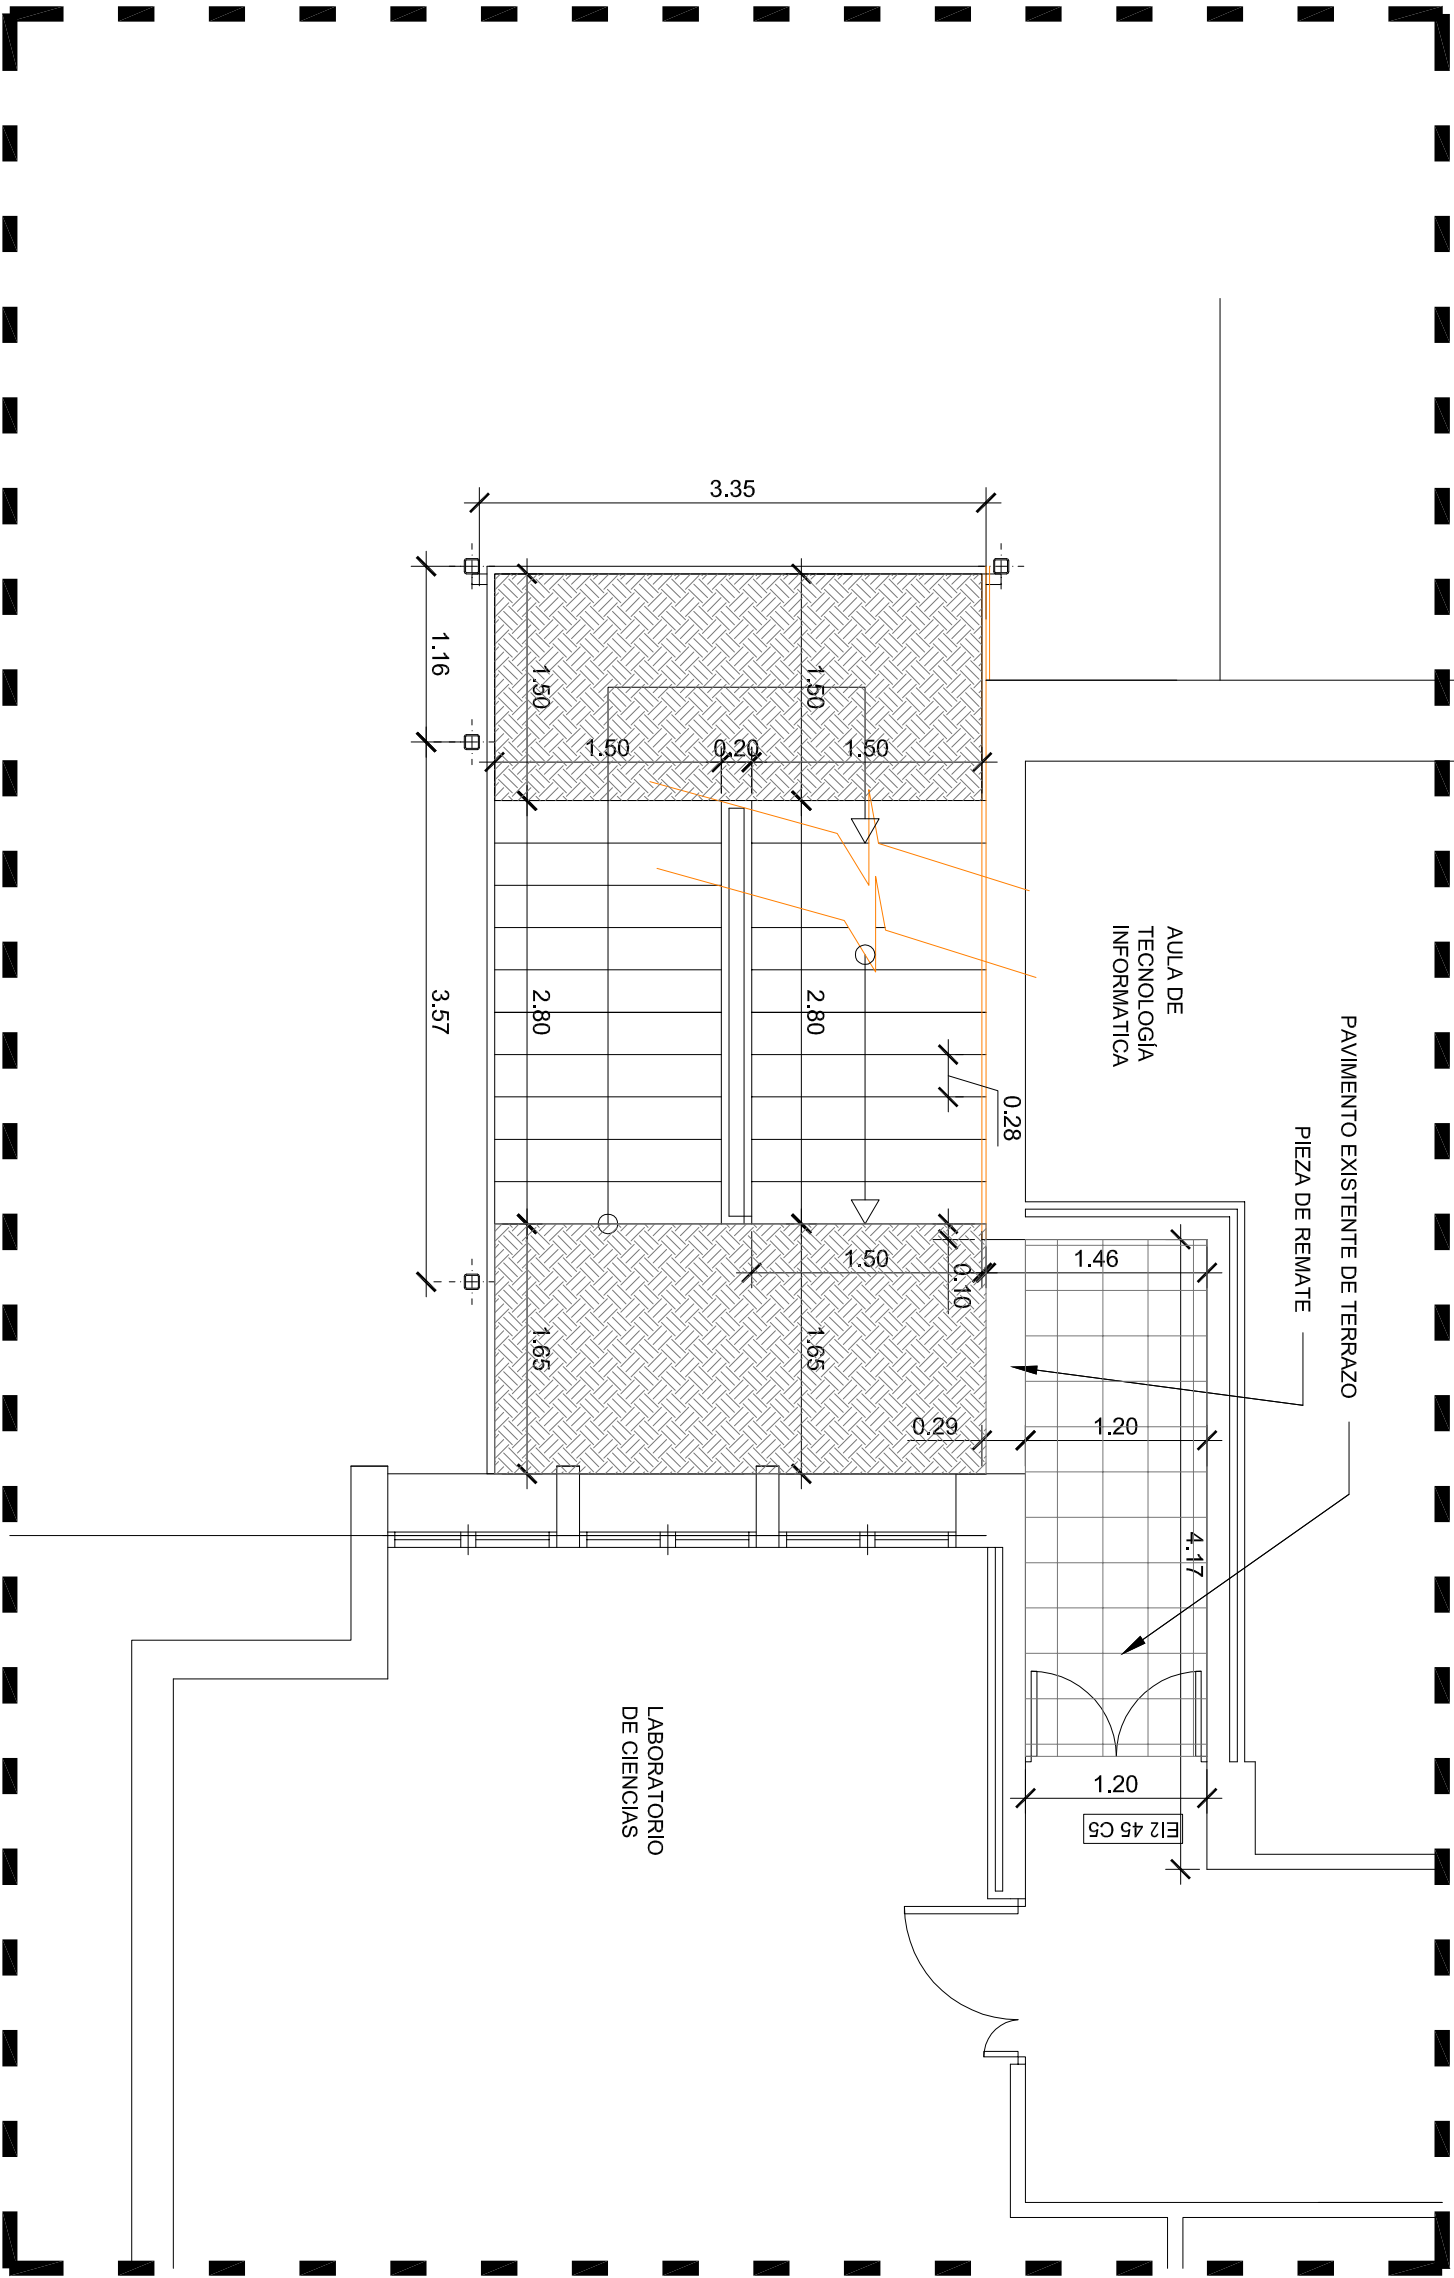 3.35
1.16
3.57
1.50
1.50
1.50
0.20
1.50
2.80
2.80
0.28
1.50
0.10
1.46
1.65
1.65
0.29
1.20
4.17
1.20
EI2 45 C5
AULA DE
TECNOLOGÍA
INFORMATICA
PAVIMENTO EXISTENTE DE TERRAZO
PIEZA DE REMATE
LABORATORIO
DE CIENCIAS